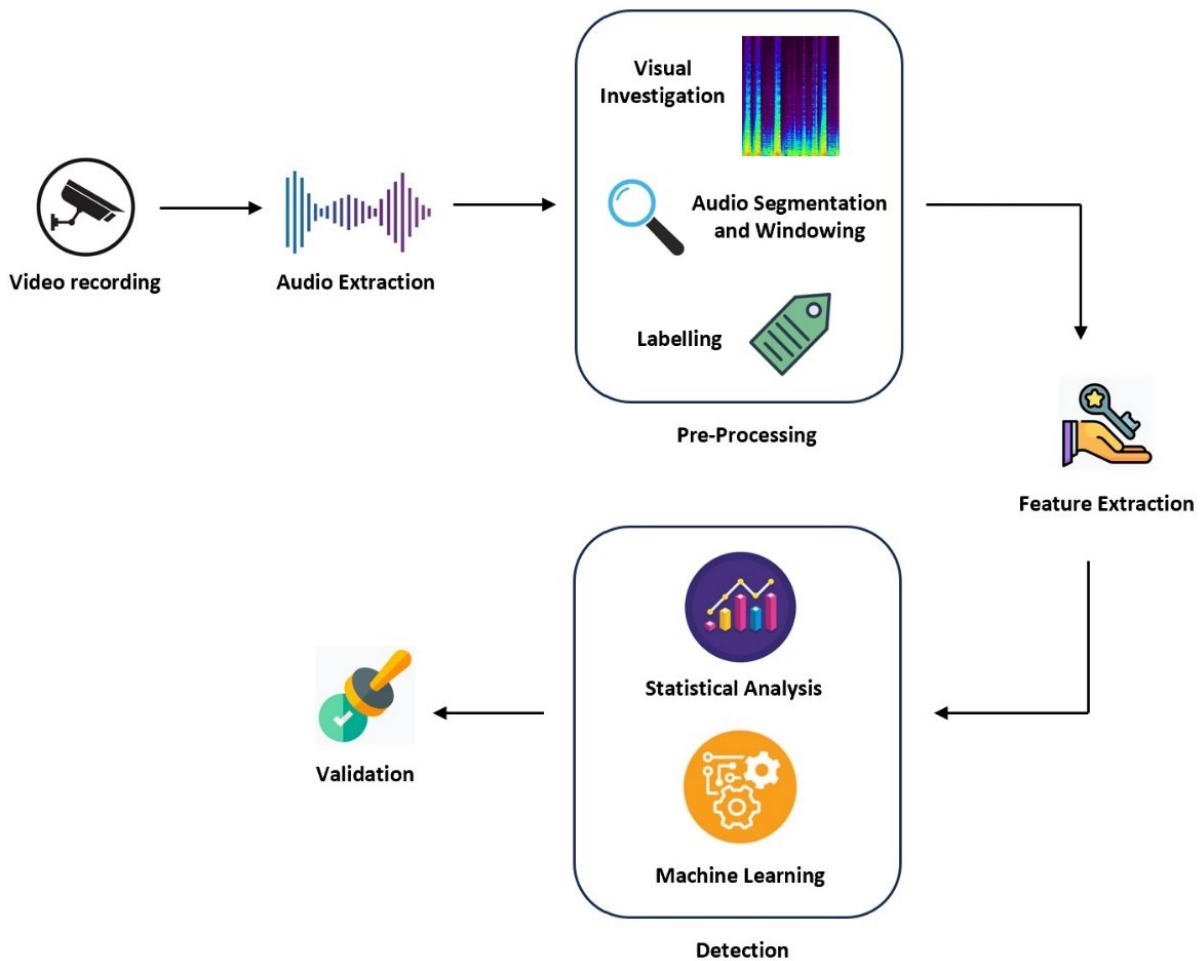 Visual
Investigation
Audio Segmentation
and Windowing
Video recording
Audio Extraction
Labelling
Pre-Processing
Feature Extraction
Statistical Analysis
Validation
Machine Learning
Detection